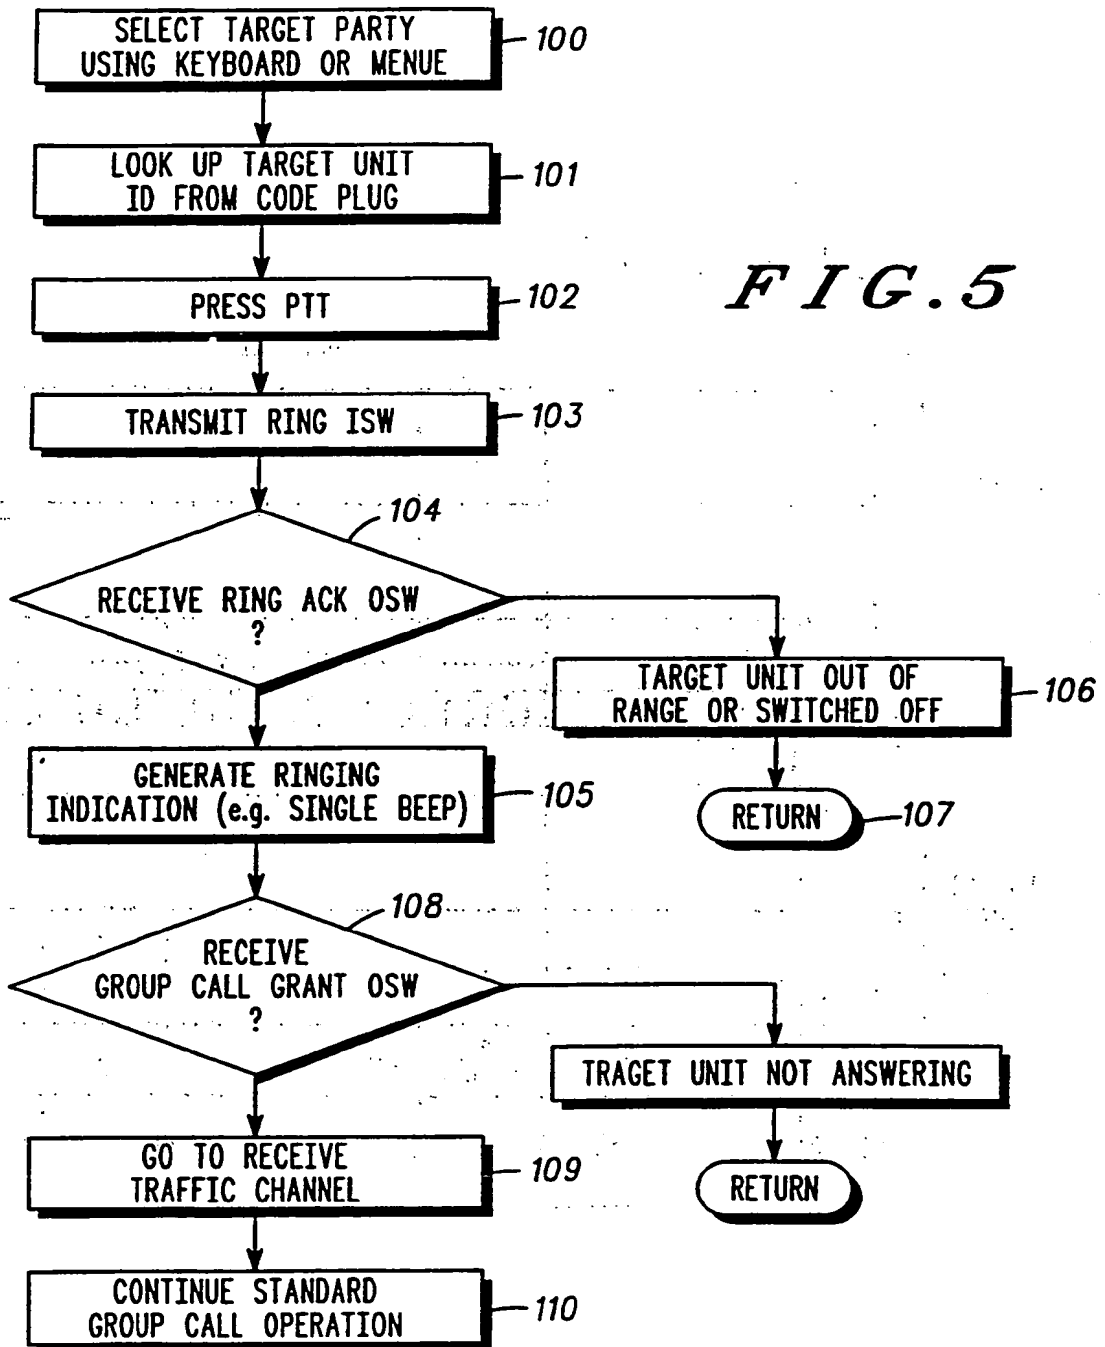 SELECT TARGET PARTY
USING KEYBOARD OR MENUE
100
LOOK UP TARGET UNIT
ID FROM CODE PLUG
101
FIG.5
PRESS PTT
102
TRANSMIT RING ISW
103
104
RECEIVE RING ACK OSW
?
TARGET UNIT OUT OF
RANGE OR SWITCHED OFF
106
GENERATE RINGING
INDICATION (e.g. SINGLE BEEP)
105
RETURN
107
108
RECEIVE
GROUP CALL GRANT OSW
?
TRAGET UNIT NOT ANSWERING
GO TO RECEIVE
TRAFFIC CHANNEL
109
RETURN
CONTINUE STANDARD
GROUP CALL OPERATION
110